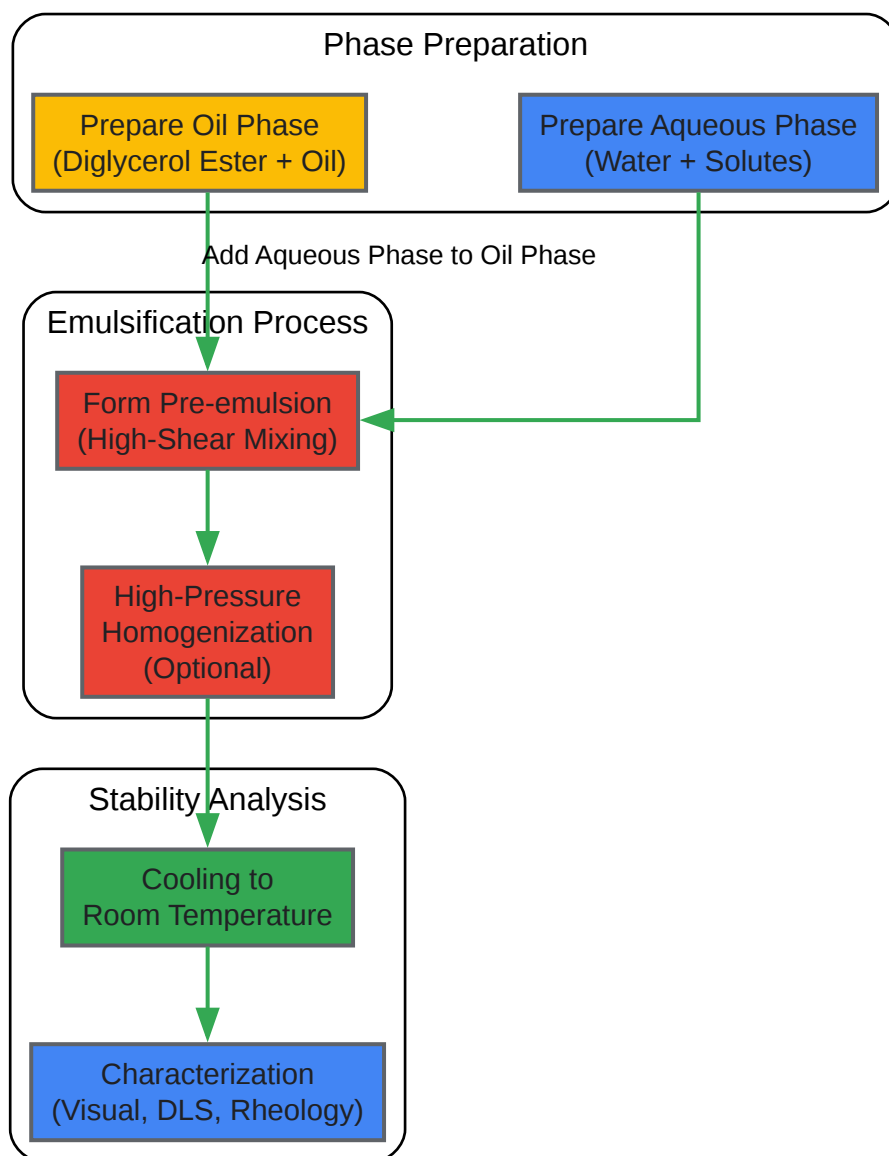 Phase Preparation
Prepare Oil Phase
(Diglycerol Ester + Oil)
Prepare Aqueous Phase
(Water + Solutes)
Add Aqueous Phase to Oil Phase
Emulsification Process
Form Pre-emulsion
(High-Shear Mixing)
High-Pressure
Homogenization
(Optional)
Stability Analysis
Cooling to
Room Temperature
Characterization
(Visual, DLS, Rheology)